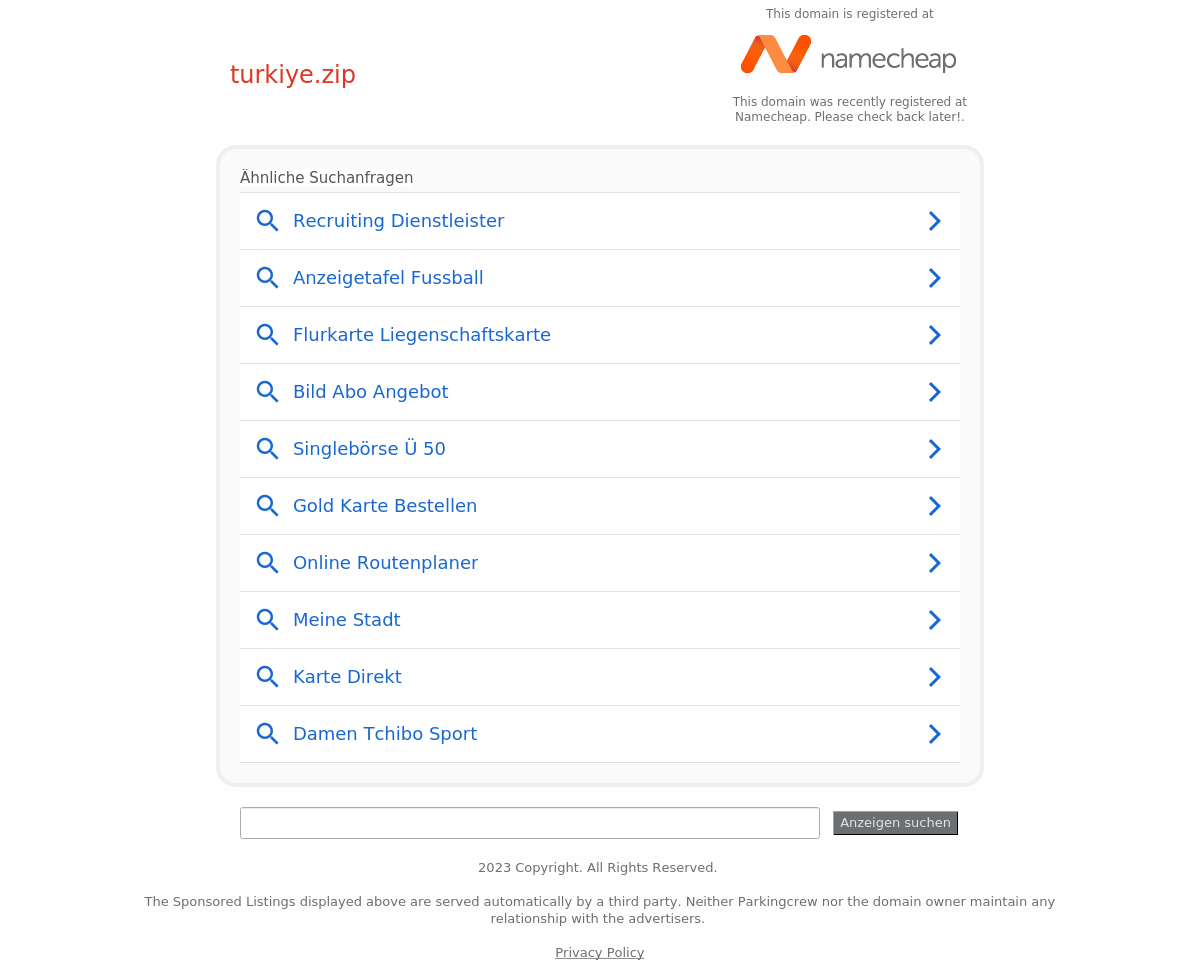 This domain is registered at
namecheap
turkiye.zip
This domain was recently registered at
Namecheap. Please check back later!.
Ähnliche Suchanfragen
Recruiting Dienstleister
Anzeigetafel Fussball
Flurkarte Liegenschaftskarte
Bild Abo Angebot
Singlebörse Ü 50
Gold Karte Bestellen
Online Routenplaner
Meine Stadt
Karte Direkt
Damen Tchibo Sport
Anzeigen suchen
2023 Copyright. All Rights Reserved.
The Sponsored Listings displayed above are served automatically by a third party. Neither Parkingcrew nor the domain owner maintain any
relationship with the advertisers.
Privacy Policy